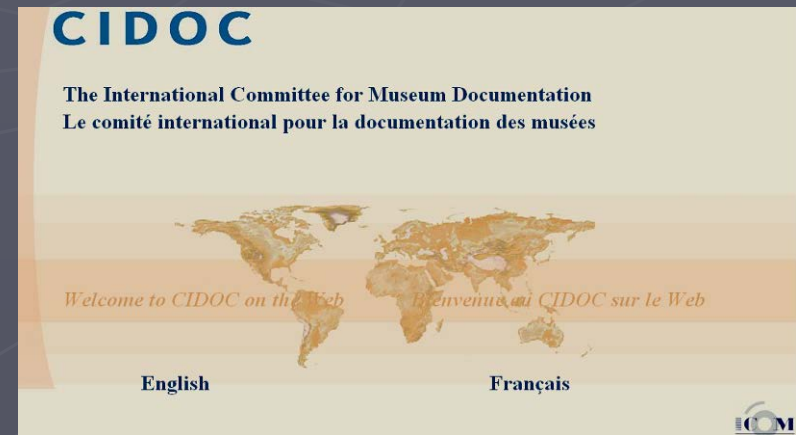 CIDOC
The International Committee for Museum Documentation
Le comité international pour la documentation des musées
Welcome to CIDOC on the Web
Bienvenue au CIDOC sur le Web
English
Français
ICOM